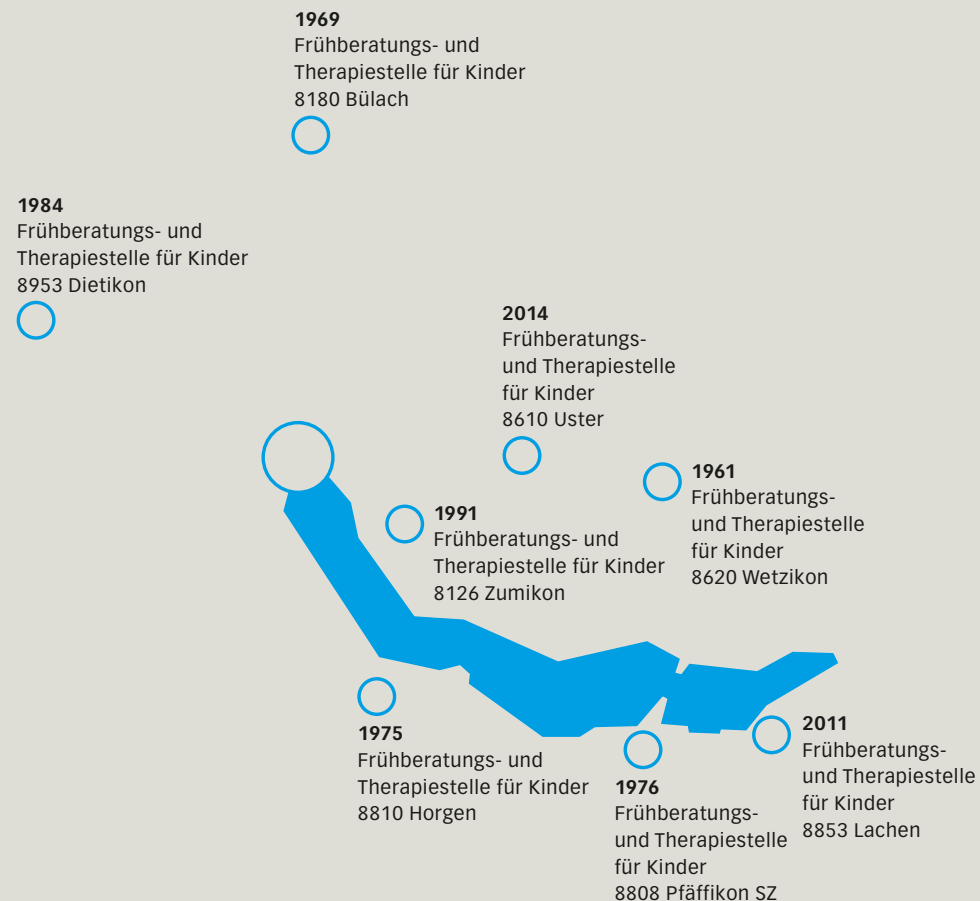 1969
Frühberatungs- und
Therapiestelle für Kinder
8180 Bülach
1984
Frühberatungs- und
Therapiestelle für Kinder
8953 Dietikon
2014
Frühberatungs-
und Therapiestelle
für Kinder
8610 Uster
1961
Frühberatungs-
und Therapiestelle
für Kinder
8620 Wetzikon
1991
Frühberatungs- und
Therapiestelle für Kinder
8126 Zumikon
1975
Frühberatungs- und
Therapiestelle für Kinder
8810 Horgen
1976
Frühberatungs-
und Therapiestelle
für Kinder
8808 Pfäffikon SZ
2011
Frühberatungs-
und Therapiestelle
für Kinder
8853 Lachen